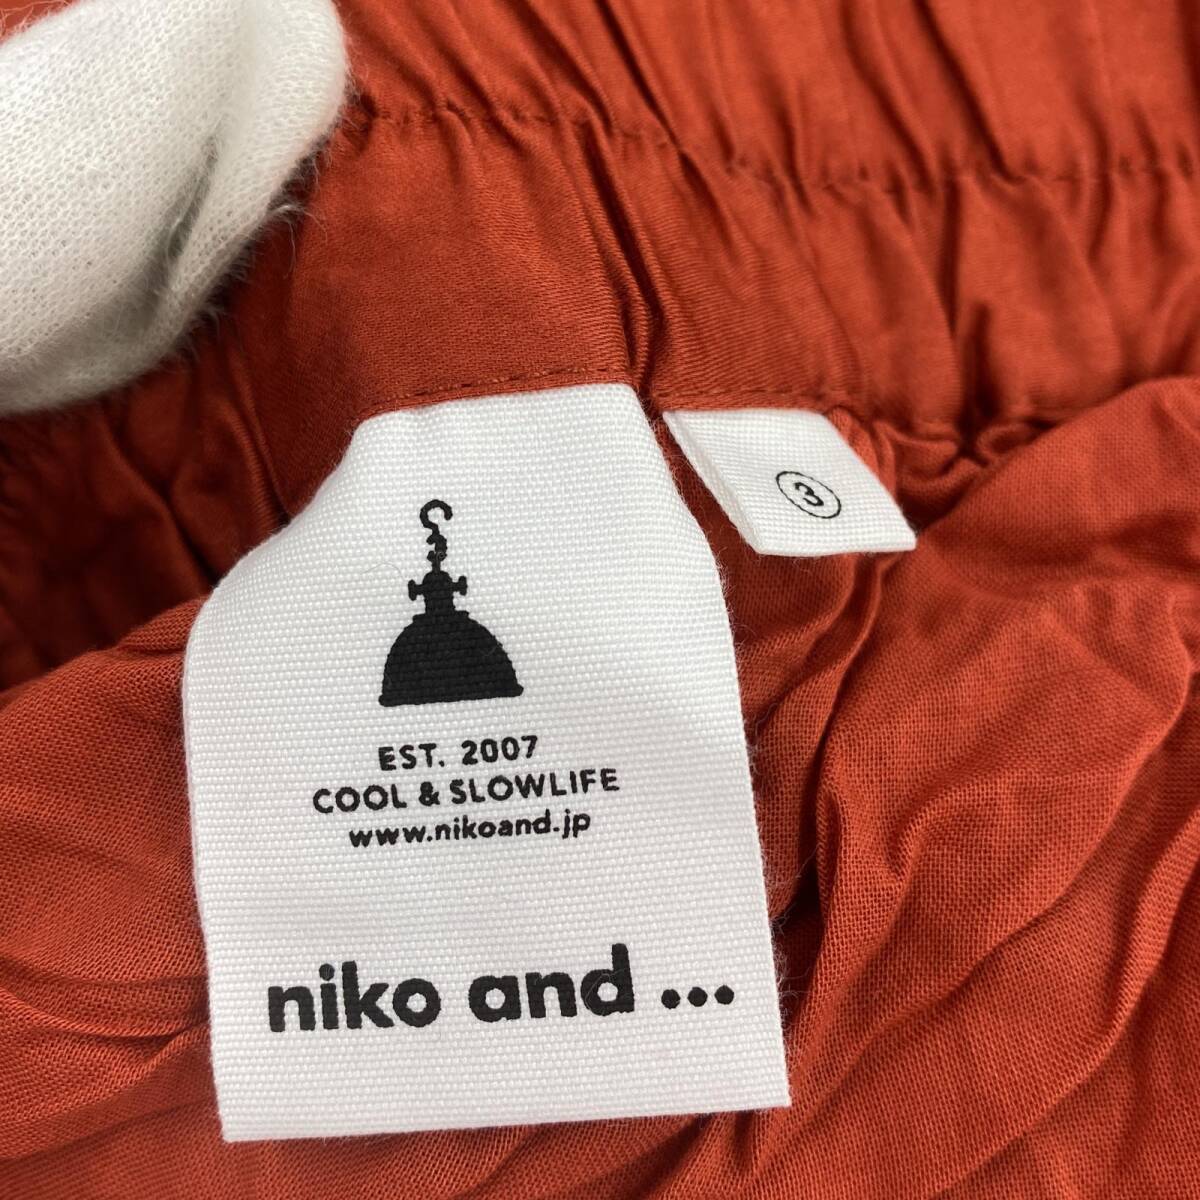 ③
EST. 2007
COOL & SLOWLIFE
www.nikoand.jp
niko and ...